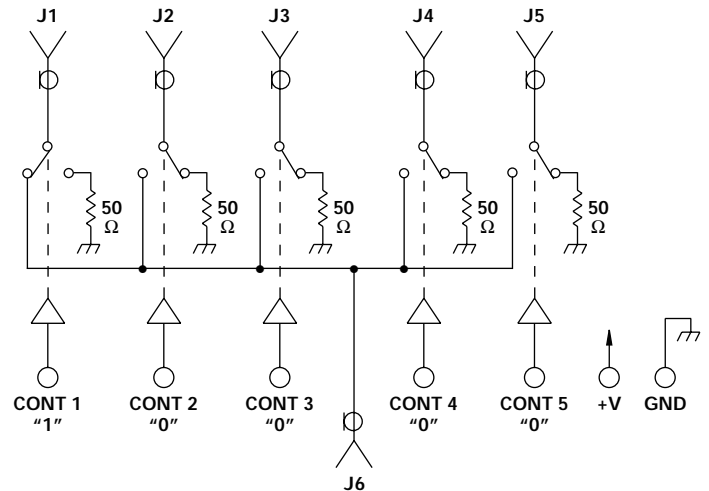 J1 J2 J3 J4 J5
50 50 50 50 50
Ω Ω Ω Ω Ω
CONT 1 CONT 2 CONT 3 CONT 4 CONT 5 +V GND
“1” “0” “0” “0” “0”
J6